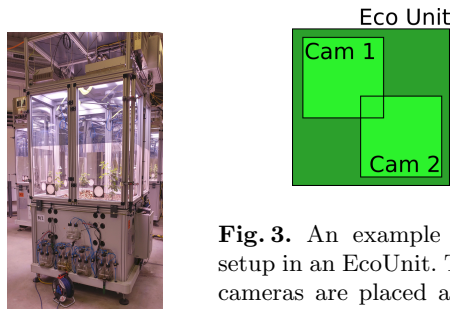 Eco Unit
Cam 1
Cam 2
Fig. 3. An example
setup in an EcoUnit. T
cameras are placed a